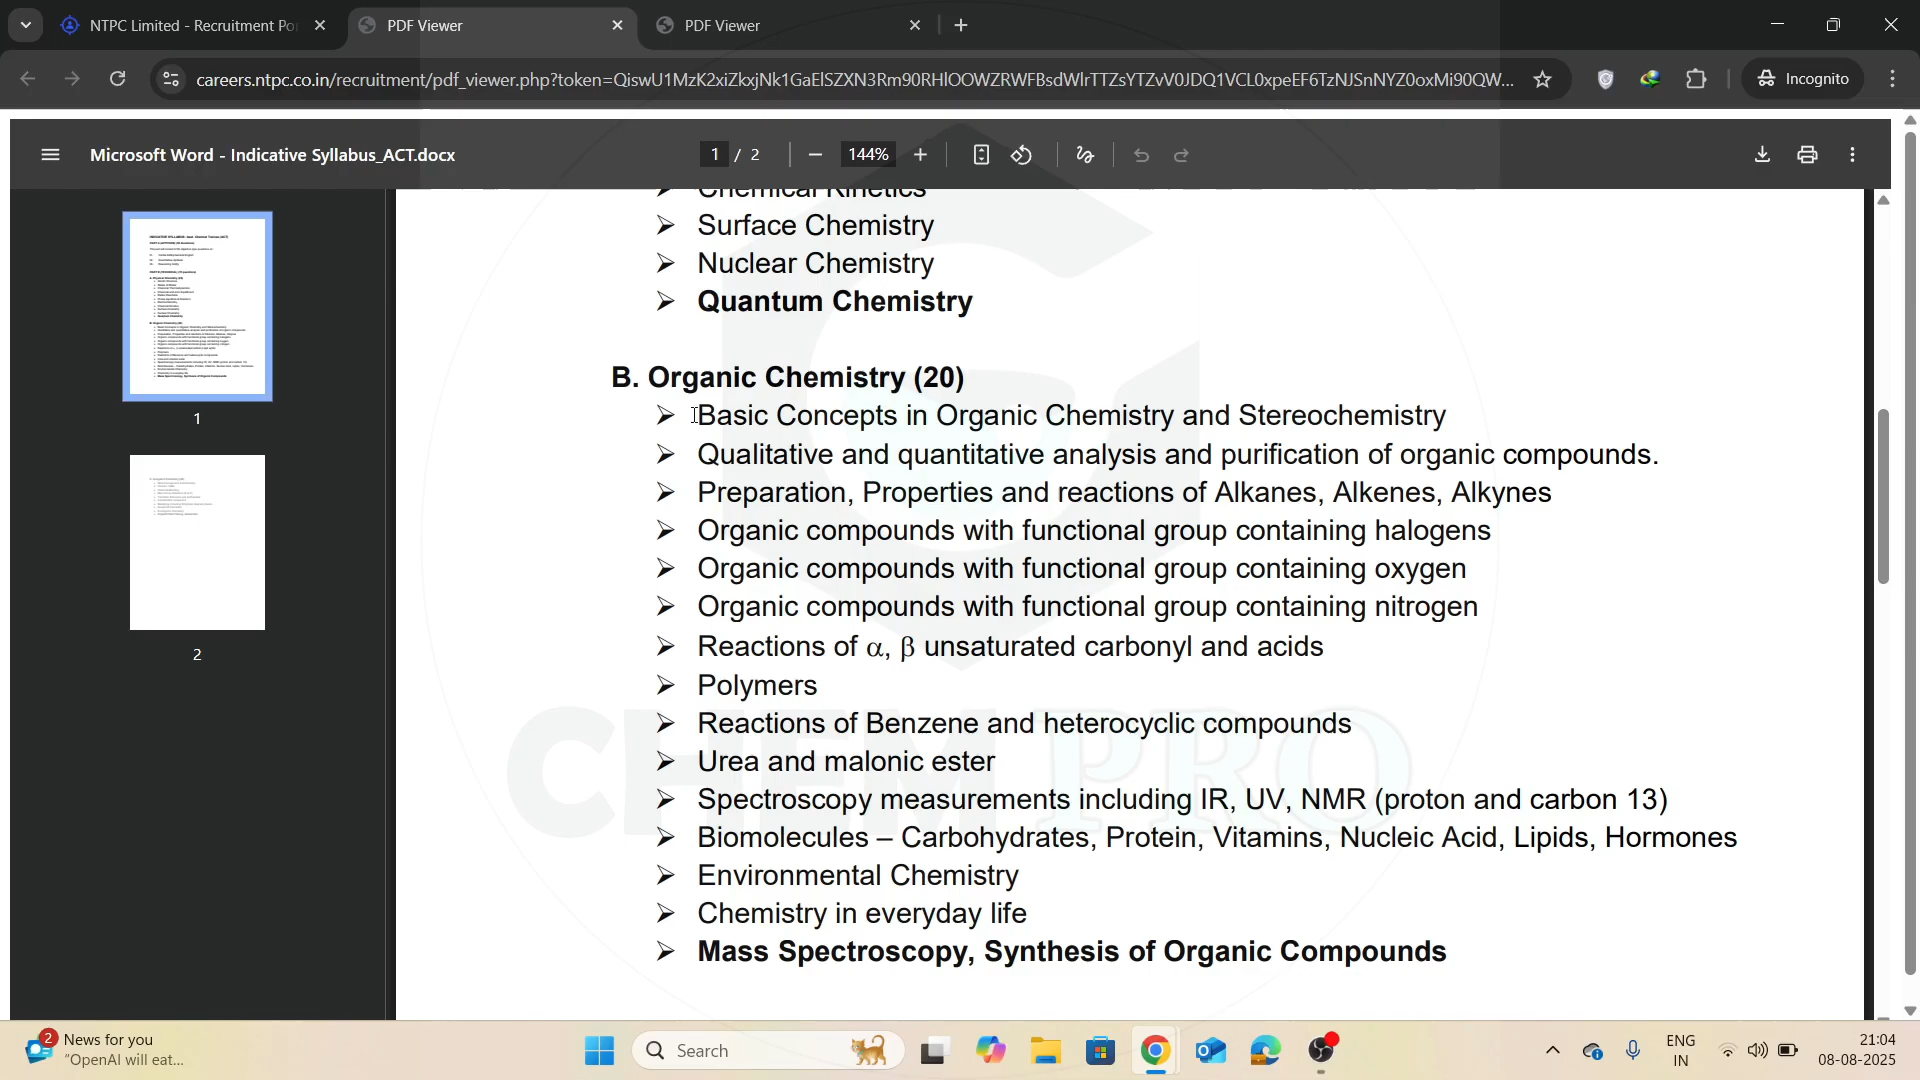 NTPC Limited - Recruitment Po
PDF Viewer
PDF Viewer
careers.ntpc.co.in/recruitment/pdf_viewer.php?token=QiswU1MzK2xiZkxjNk1GaElSZXN3Rm90RHlOOWZRWFBsdWlrTTZsYTZvV0JDQ1VCL0xpeEF6TzNJSnNYZ0oxMi90QW...
Incognito
Microsoft Word - Indicative Syllabus_ACT.docx
1 / 2
144%
Chemical Kinetics
➢ Surface Chemistry
➢ Nuclear Chemistry
➢ Quantum Chemistry
B. Organic Chemistry (20)
➢ Basic Concepts in Organic Chemistry and Stereochemistry
➢ Qualitative and quantitative analysis and purification of organic compounds.
➢ Preparation, Properties and reactions of Alkanes, Alkenes, Alkynes
➢ Organic compounds with functional group containing halogens
➢ Organic compounds with functional group containing oxygen
➢ Organic compounds with functional group containing nitrogen
➢ Reactions of α, β unsaturated carbonyl and acids
➢ Polymers
➢ Reactions of Benzene and heterocyclic compounds
➢ Urea and malonic ester
➢ Spectroscopy measurements including IR, UV, NMR (proton and carbon 13)
➢ Biomolecules – Carbohydrates, Protein, Vitamins, Nucleic Acid, Lipids, Hormones
➢ Environmental Chemistry
➢ Chemistry in everyday life
➢ Mass Spectroscopy, Synthesis of Organic Compounds
1
2
CHEM PRO
2
News for you
"OpenAI will eat...
Search
ENG
IN
21:04
08-08-2025